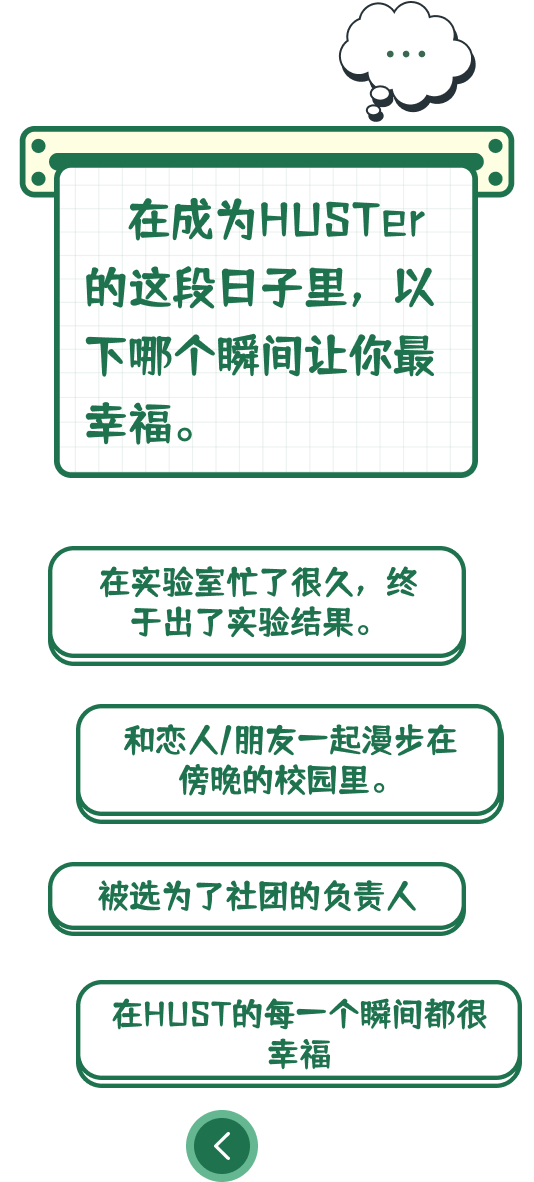 在成为HUSTer
的这段日子里，以
下哪个瞬间让你最
幸福。
在实验室忙了很久，终
于出了实验结果。
和恋人/朋友一起漫步在
傍晚的校园里。
被选为了社团的负责人
在HUST的每一个瞬间都很
幸福